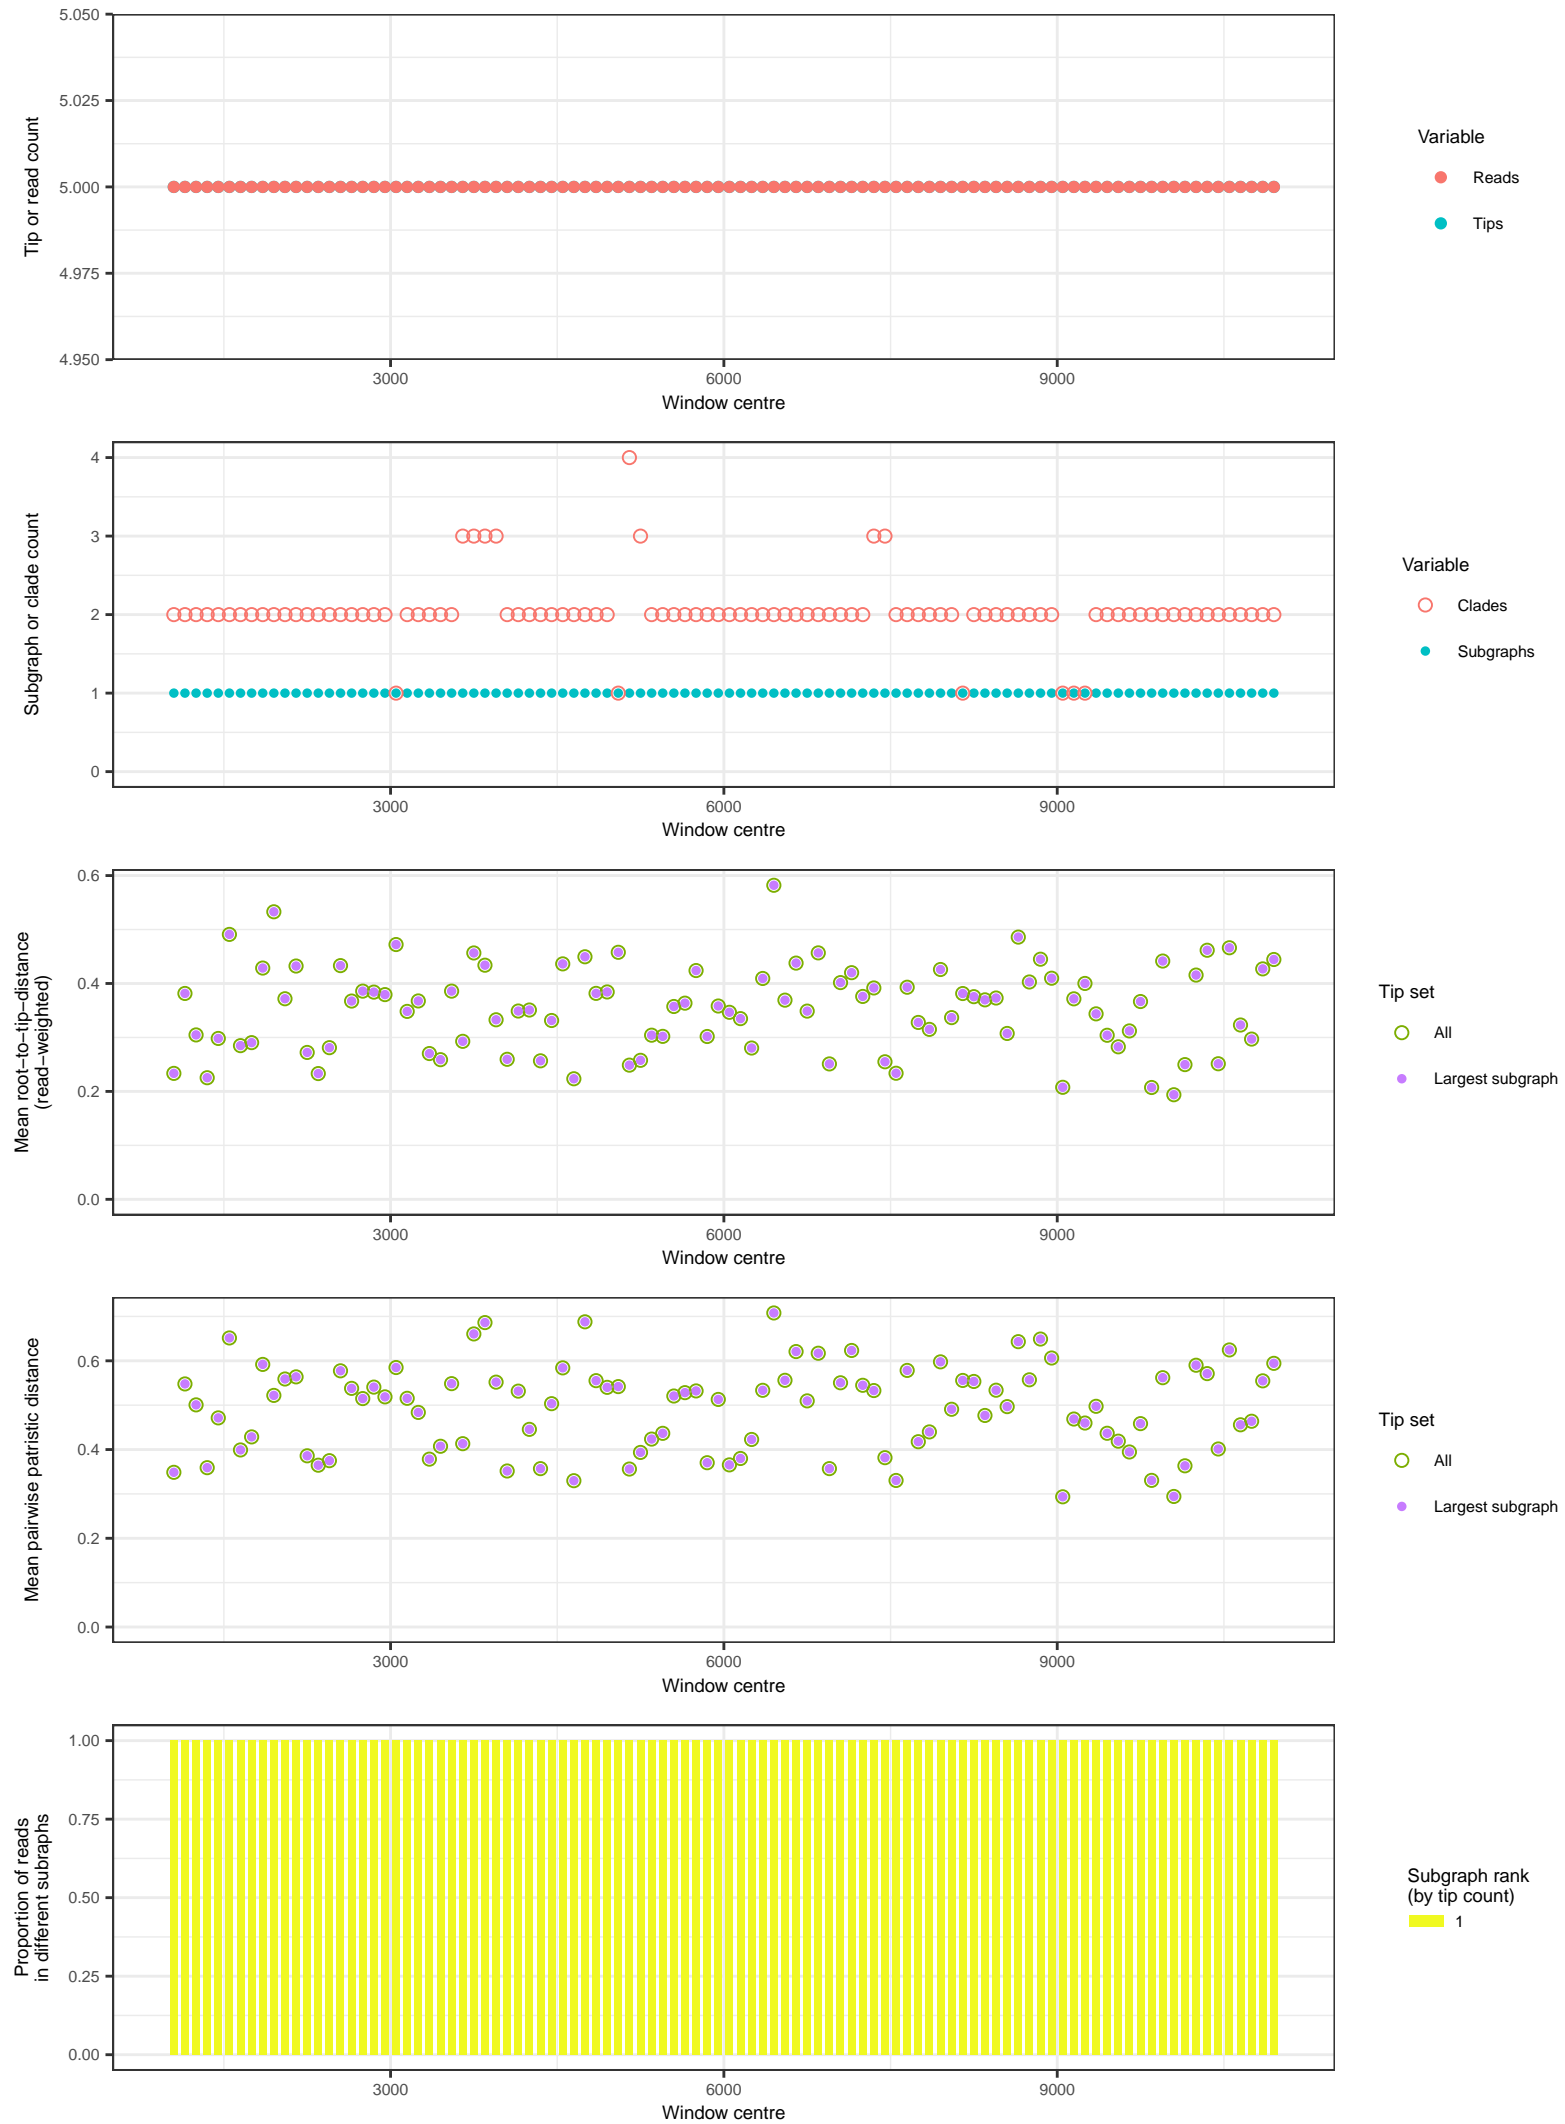 5.050
5.025
5.000
4.975
4.950
Tip or read count
3000
6000
9000
Window centre
Variable
Reads
Tips
4
3
2
1
0
Subgraph or clade count
3000
6000
9000
Window centre
Variable
Clades
Subgraphs
0.6
0.4
0.2
0.0
Mean root−to−tip−distance
(read−weighted)
3000
6000
9000
Window centre
Tip set
All
Largest subgraph
0.6
0.4
0.2
0.0
Mean pairwise patristic distance
3000
6000
9000
Window centre
Tip set
All
Largest subgraph
1.00
0.75
0.50
0.25
0.00
Proportion of reads
in different subraphs
3000
6000
9000
Window centre
Subgraph rank
(by tip count)
1